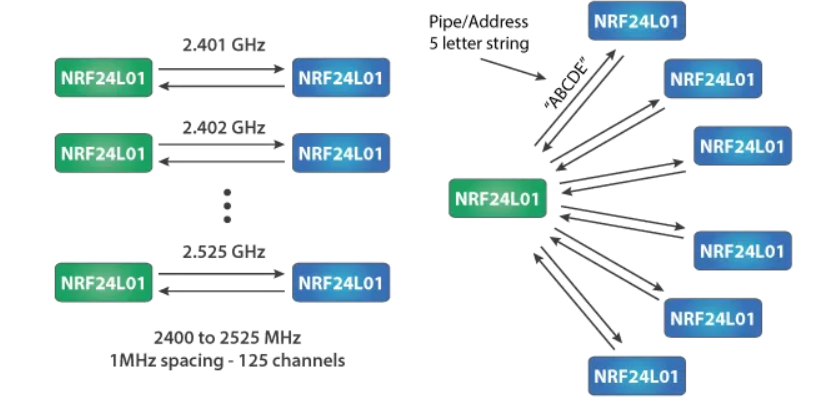 2.401 GHz
NRF24L01
NRF24L01
2.402 GHz
NRF24L01
NRF24L01
2.525 GHz
NRF24L01
NRF24L01
2400 to 2525 MHz
1MHz spacing - 125 channels
Pipe/Address
5 letter string
"ABCDE"
NRF24L01
NRF24L01
NRF24L01
NRF24L01
NRF24L01
NRF24L01
NRF24L01